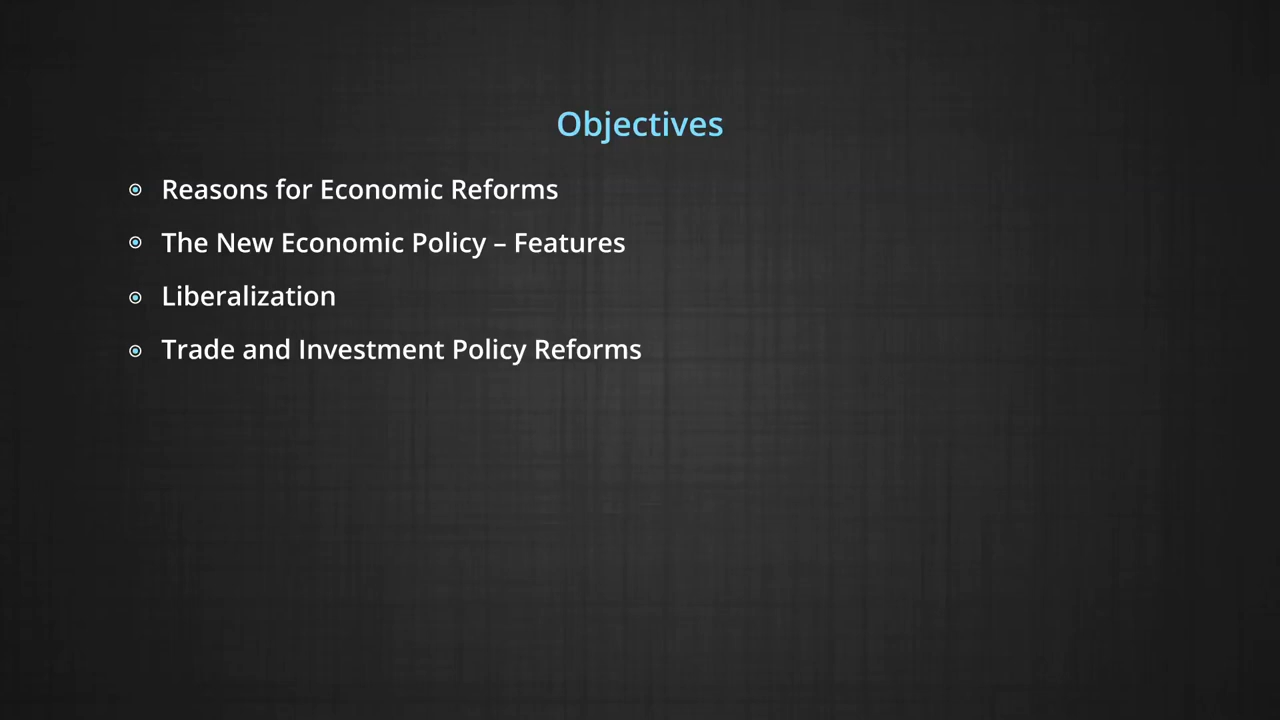 Objectives
Reasons for Economic Reforms
The New Economic Policy – Features
Liberalization
Trade and Investment Policy Reforms